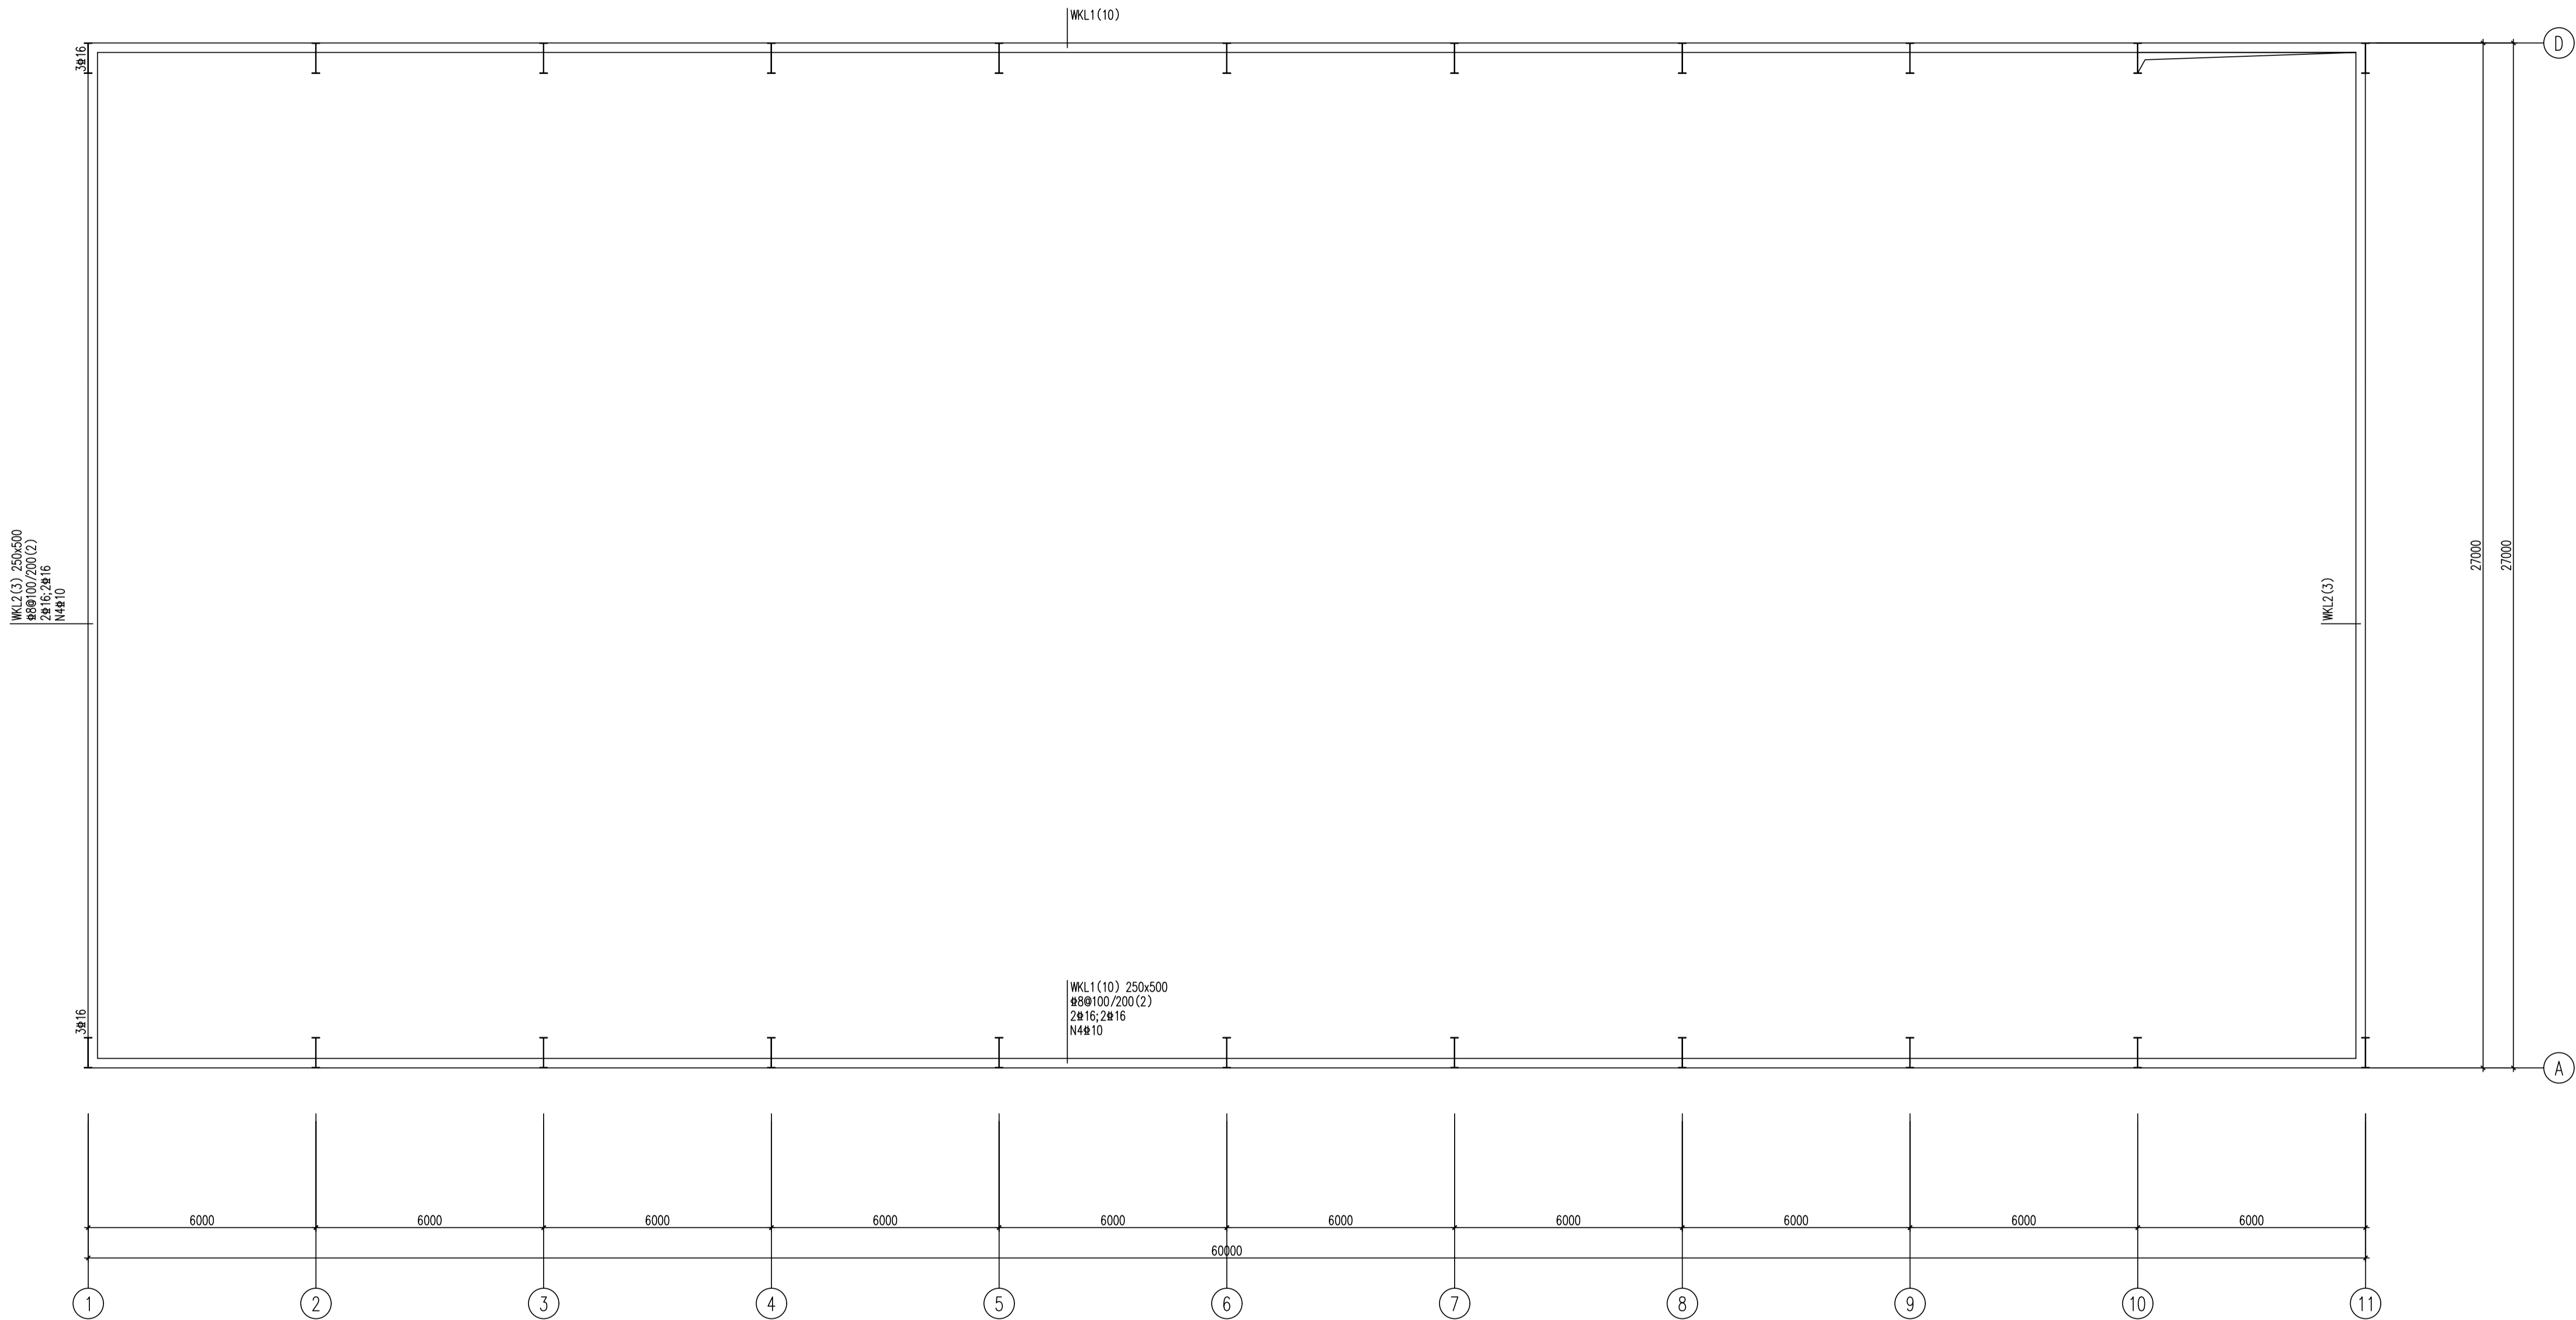 WKL1(10)
D
3⌀16
WKL2(3) 250x500
⌀8@100/200(2)
2⌀16;2⌀16
N4⌀10
WKL2(3)
27000
27000
WKL1(10) 250x500
⌀8@100/200(2)
2⌀16;2⌀16
N4⌀10
3⌀16
A
6000 6000 6000 6000 6000 6000 6000 6000 6000 6000
60000
1 2 3 4 5 6 7 8 9 10 11